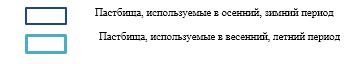 Пастбища, используемые в осенний, зимний период
Пастбища, используемые в весенний, летний период